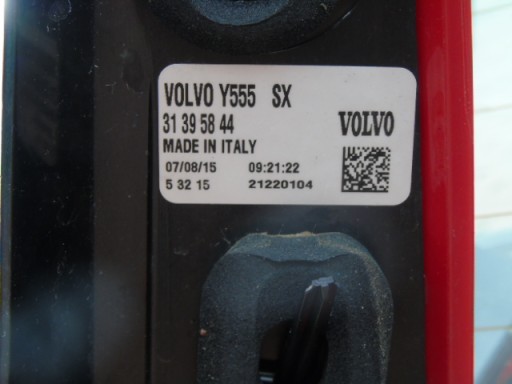 VOLVO Y555 SX
31 39 58 44
VOLVO
MADE IN ITALY
07/08/15 09:21:22
5 32 15 21220104